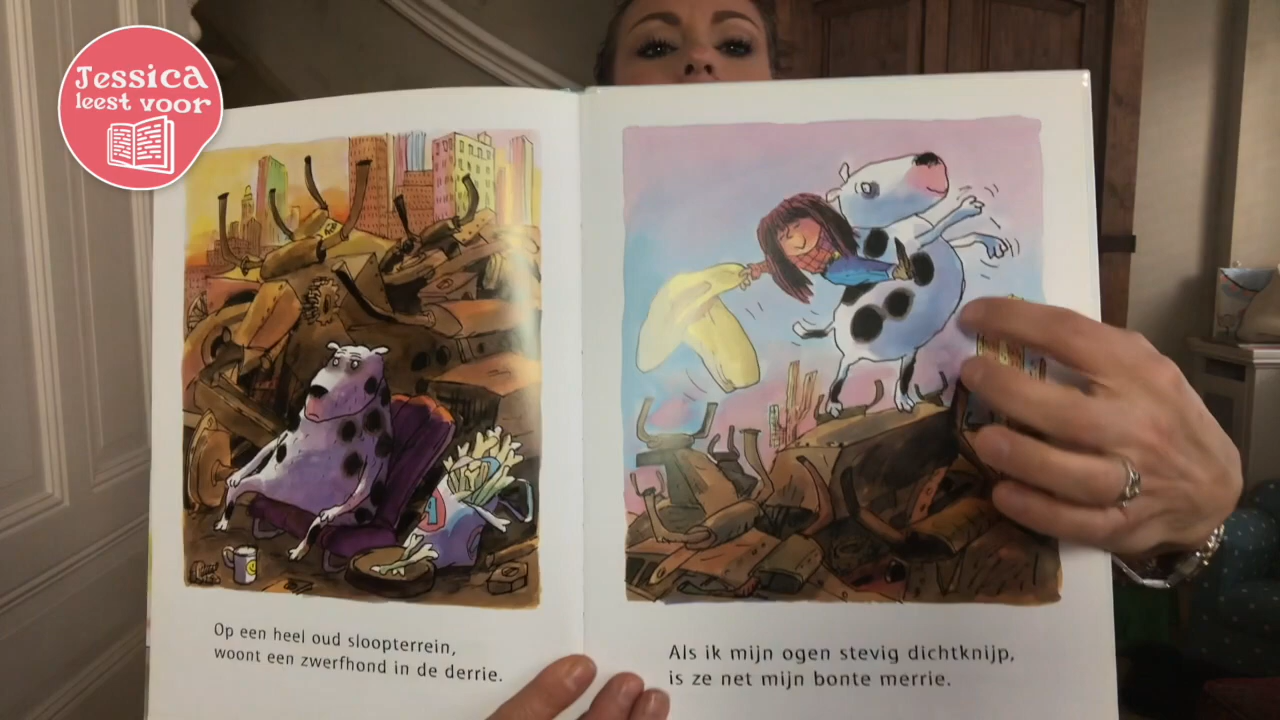 Jessica
leest voor
Op een heel oud sloopterrein,
woont een zwerfhond in de derrie.
Als ik mijn ogen stevig dichtknijp,
is ze net mijn bonte merrie.